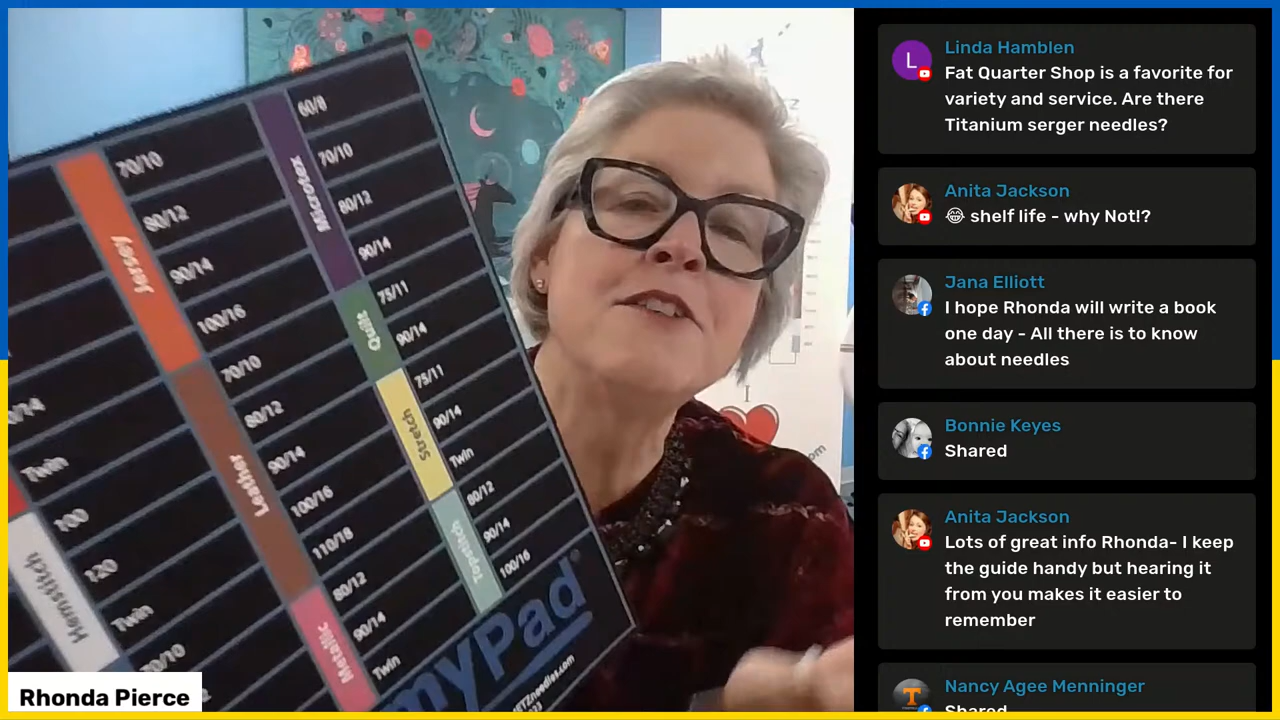 60/8
70/10
80/12
90/14
Microtex
75/11
90/14
Quilt
75/11
90/14
Twin
Stretch
80/12
90/14
100/16
Topstitch
70/10
80/12
90/14
100/16
Jersey
70/10
80/12
90/14
100/16
110/18
Leather
80/12
90/14
Twin
Metallic
Twin
100
120
Twin
Hemstitch
70/10
myPad
I
Rhonda Pierce
L
Linda Hamblen
Fat Quarter Shop is a favorite for
variety and service. Are there
Titanium serger needles?
Anita Jackson
😂 shelf life - why Not!?
Jana Elliott
I hope Rhonda will write a book
one day - All there is to know
about needles
Bonnie Keyes
Shared
Anita Jackson
Lots of great info Rhonda- I keep
the guide handy but hearing it
from you makes it easier to
remember
Nancy Agee Menninger
Shared